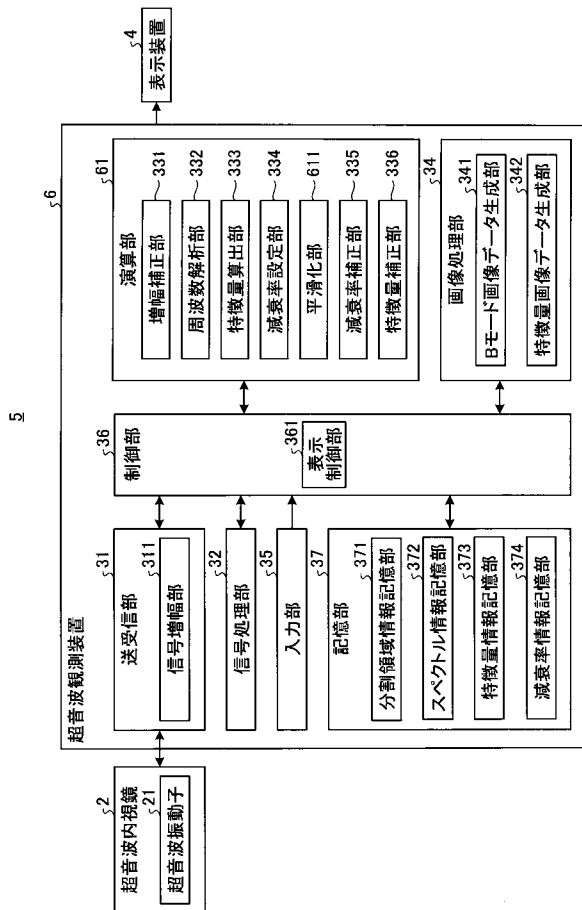 5
超音波内視鏡
2
超音波振動子
21
超音波観測装置
6
送受信部
31
信号増幅部
311
信号処理部
32
入力部
35
記憶部
37
分割領域情報記憶部
371
スペクトル情報記憶部
372
特徴量情報記憶部
373
減衰率情報記憶部
374
制御部
36
表示制御部
361
演算部
61
増幅補正部
331
周波数解析部
332
特徴量算出部
333
減衰率設定部
334
平滑化部
611
減衰率補正部
335
特徴量補正部
336
画像処理部
34
Bモード画像データ生成部
341
特徴量画像データ生成部
342
表示装置
4